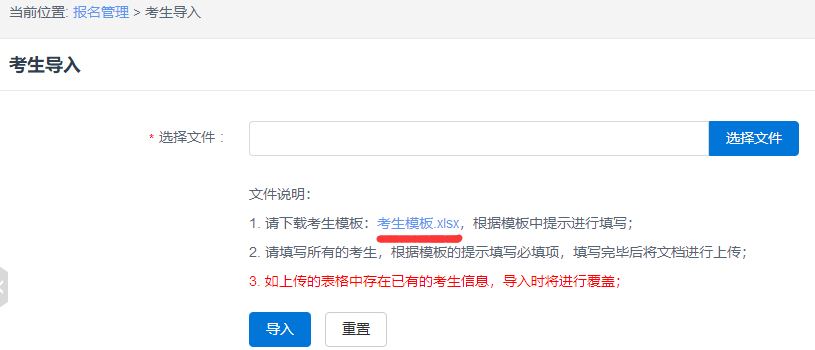 当前位置: 报名管理 > 考生导入
考生导入
* 选择文件 :
选择文件
文件说明：
1. 请下载考生模板：考生模板.xlsx，根据模板中提示进行填写；
2. 请填写所有的考生，根据模板的提示填写必填项，填写完毕后将文档进行上传；
3. 如上传的表格中存在已有的考生信息，导入时将进行覆盖；
导入 重置